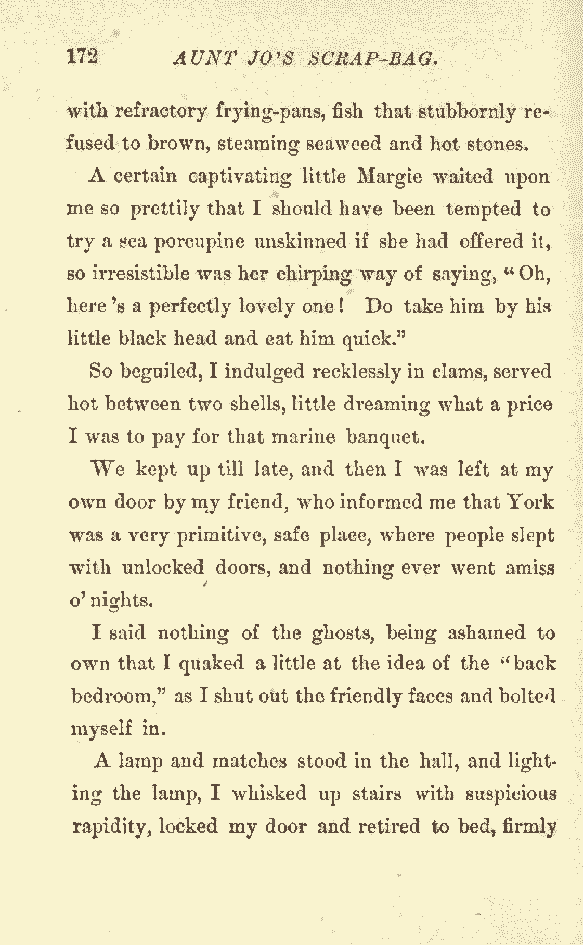 172 AUNT JO'S SCRAP-BAG.
with refractory frying-pans, fish that stubbornly re-
fused to brown, steaming seaweed and hot stones.
A certain captivating little Margie waited upon
me so prettily that I should have been tempted to
try a sea porcupine unskinned if she had offered it,
so irresistible was her chirping way of saying, "Oh,
here's a perfectly lovely one! Do take him by his
little black head and eat him quick."
So beguiled, I indulged recklessly in clams, served
hot between two shells, little dreaming what a price
I was to pay for that marine banquet.
We kept up till late, and then I was left at my
own door by my friend, who informed me that York
was a very primitive, safe place, where people slept
with unlocked doors, and nothing ever went amiss
o' nights.
I said nothing of the ghosts, being ashamed to
own that I quaked a little at the idea of the "back
bedroom," as I shut out the friendly faces and bolted
myself in.
A lamp and matches stood in the hall, and light-
ing the lamp, I whisked up stairs with suspicious
rapidity, locked my door and retired to bed, firmly